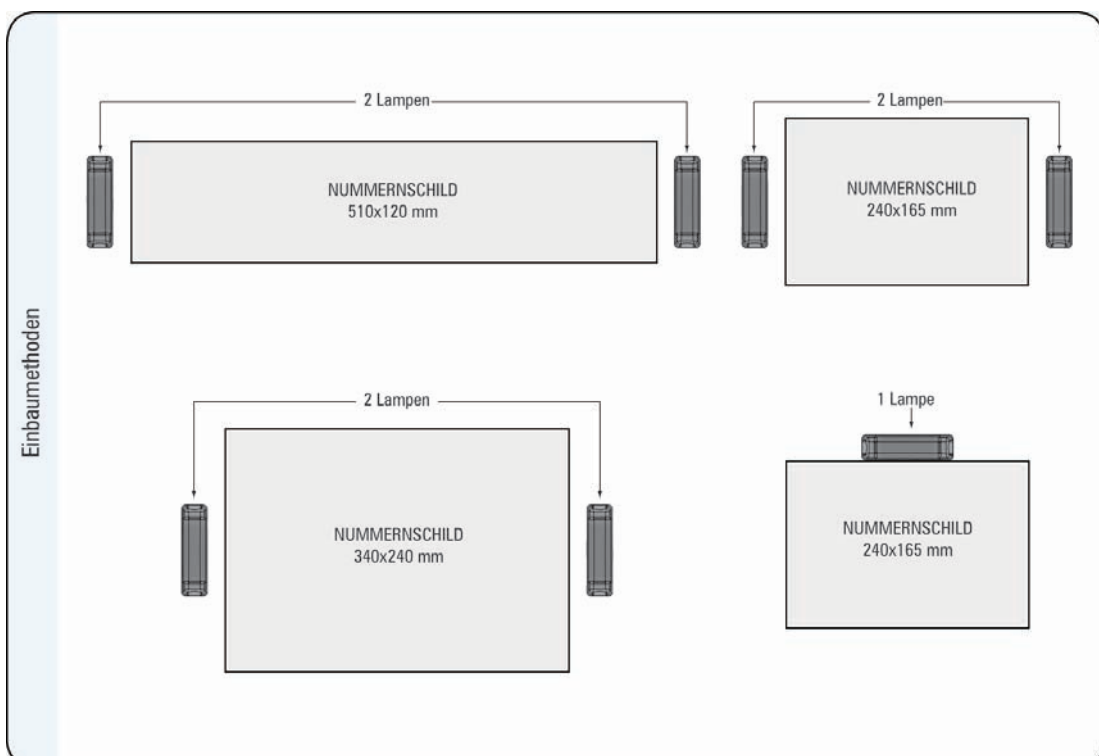 Einbaumethoden
2 Lampen
NUMMERNSCHILD
510x120 mm
2 Lampen
NUMMERNSCHILD
240x165 mm
2 Lampen
NUMMERNSCHILD
340x240 mm
1 Lampe
NUMMERNSCHILD
240x165 mm